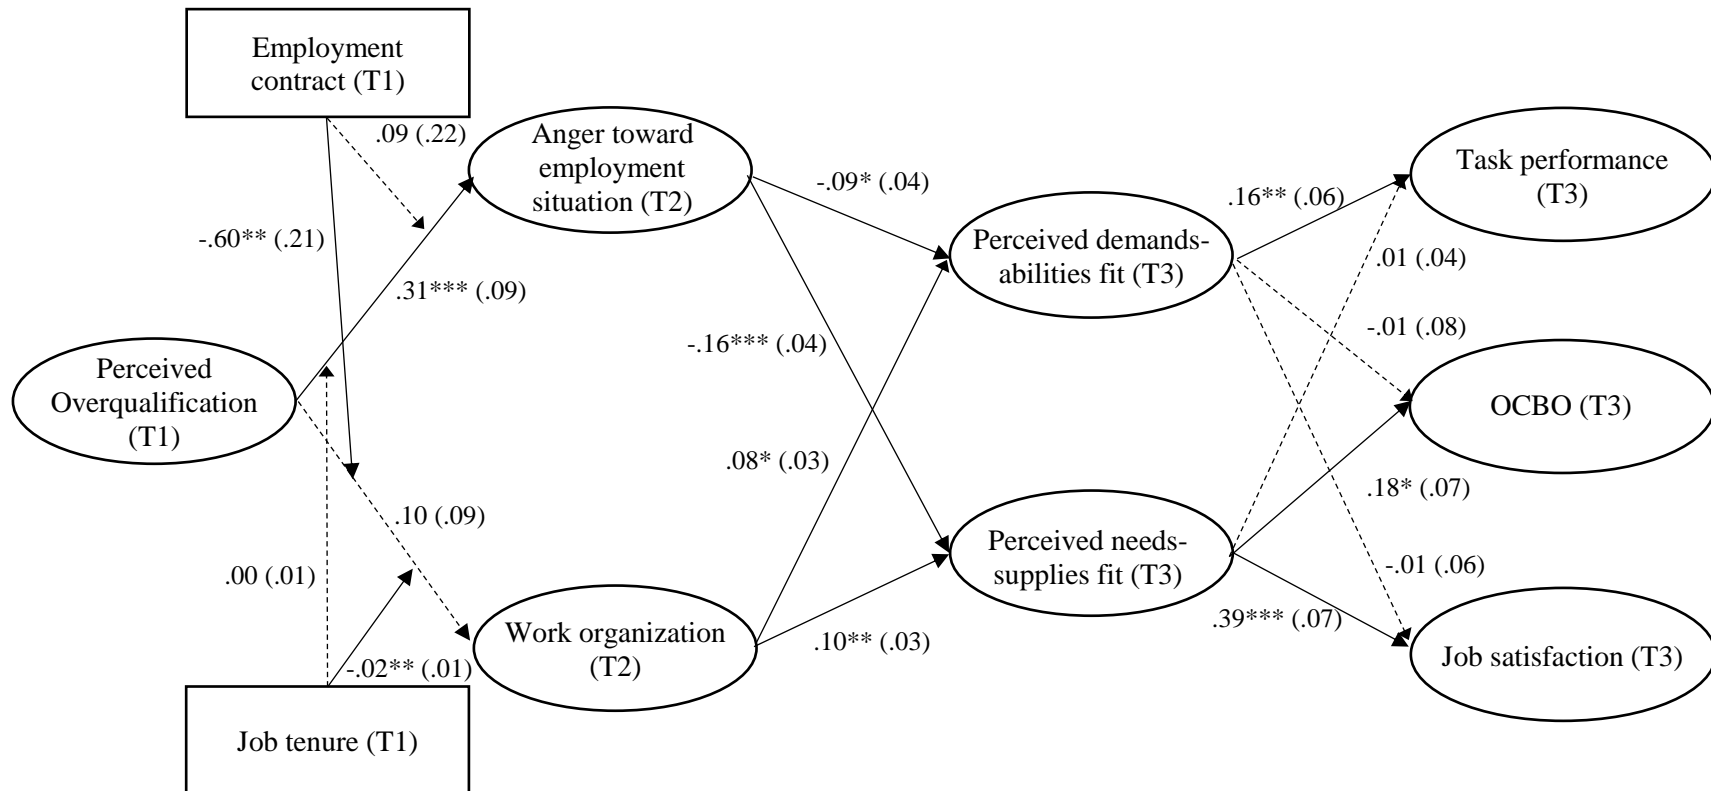 Employment
contract (T1)
.09 (.22)
Anger toward
employment
situation (T2)
-.09* (.04)
Task performance
(T3)
.16** (.06)
-.60** (.21)
Perceived demands-
abilities fit (T3)
.01 (.04)
.31*** (.09)
-.01 (.08)
-.16*** (.04)
Perceived
Overqualification
(T1)
OCBO (T3)
.08* (.03)
.18* (.07)
.10 (.09)
Perceived needs-
supplies fit (T3)
.00 (.01)
-.01 (.06)
.39*** (.07)
Work organization
(T2)
.10** (.03)
Job satisfaction (T3)
-.02** (.01)
Job tenure (T1)